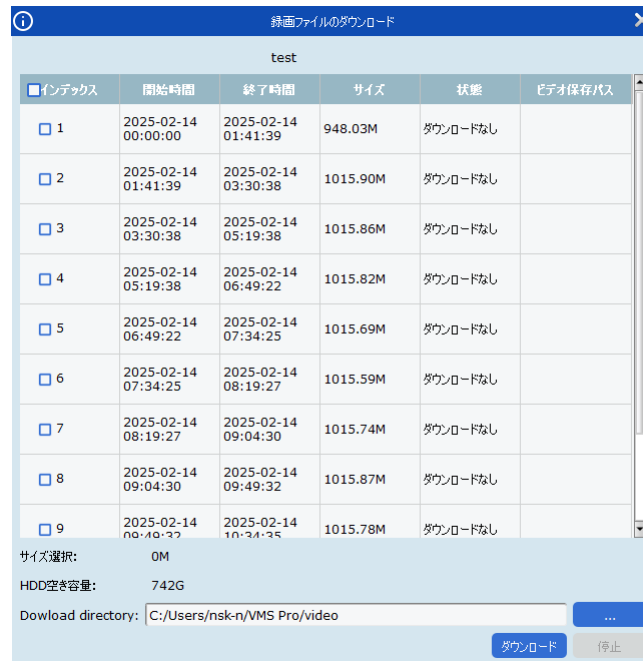 録画ファイルのダウンロード
test
インデックス 開始時間 終了時間 サイズ 状態 ビデオ保存パス
1 2025-02-14 00:00:00 2025-02-14 01:41:39 948.03M ダウンロードなし
2 2025-02-14 01:41:39 2025-02-14 03:30:38 1015.90M ダウンロードなし
3 2025-02-14 03:30:38 2025-02-14 05:19:38 1015.86M ダウンロードなし
4 2025-02-14 05:19:38 2025-02-14 06:49:22 1015.82M ダウンロードなし
5 2025-02-14 06:49:22 2025-02-14 07:34:25 1015.69M ダウンロードなし
6 2025-02-14 07:34:25 2025-02-14 08:19:27 1015.59M ダウンロードなし
7 2025-02-14 08:19:27 2025-02-14 09:04:30 1015.74M ダウンロードなし
8 2025-02-14 09:04:30 2025-02-14 09:49:32 1015.87M ダウンロードなし
9 2025-02-14 09:49:32 2025-02-14 10:34:35 1015.78M ダウンロードなし
サイズ選択: 0M
HDD空き容量: 742G
Dowload directory: C:/Users/nsk-n/VMS Pro/video ...
ダウンロード 停止